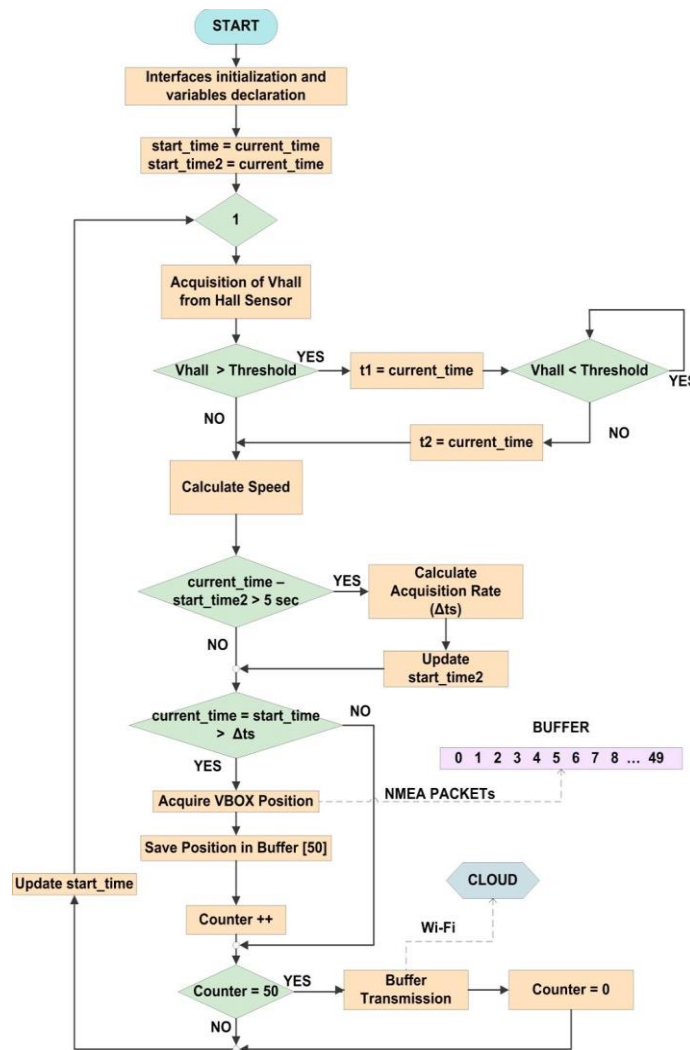 START
Interfaces initialization and
variables declaration
start_time = current_time
start_time2 = current_time
1
Acquisition of Vhall
from Hall Sensor
Vhall > Threshold
YES
t1 = current_time
Vhall < Threshold
YES
NO
NO
t2 = current_time
Calculate Speed
current_time –
start_time2 > 5 sec
YES
Calculate
Acquisition Rate
(Δts)
NO
Update
start_time2
current_time = start_time
> Δts
NO
YES
BUFFER
0 1 2 3 4 5 6 7 8 ... 49
Acquire VBOX Position
NMEA PACKETs
Save Position in Buffer [50]
Update start_time
CLOUD
Counter ++
Wi-Fi
Counter = 50
YES
Buffer
Transmission
Counter = 0
NO